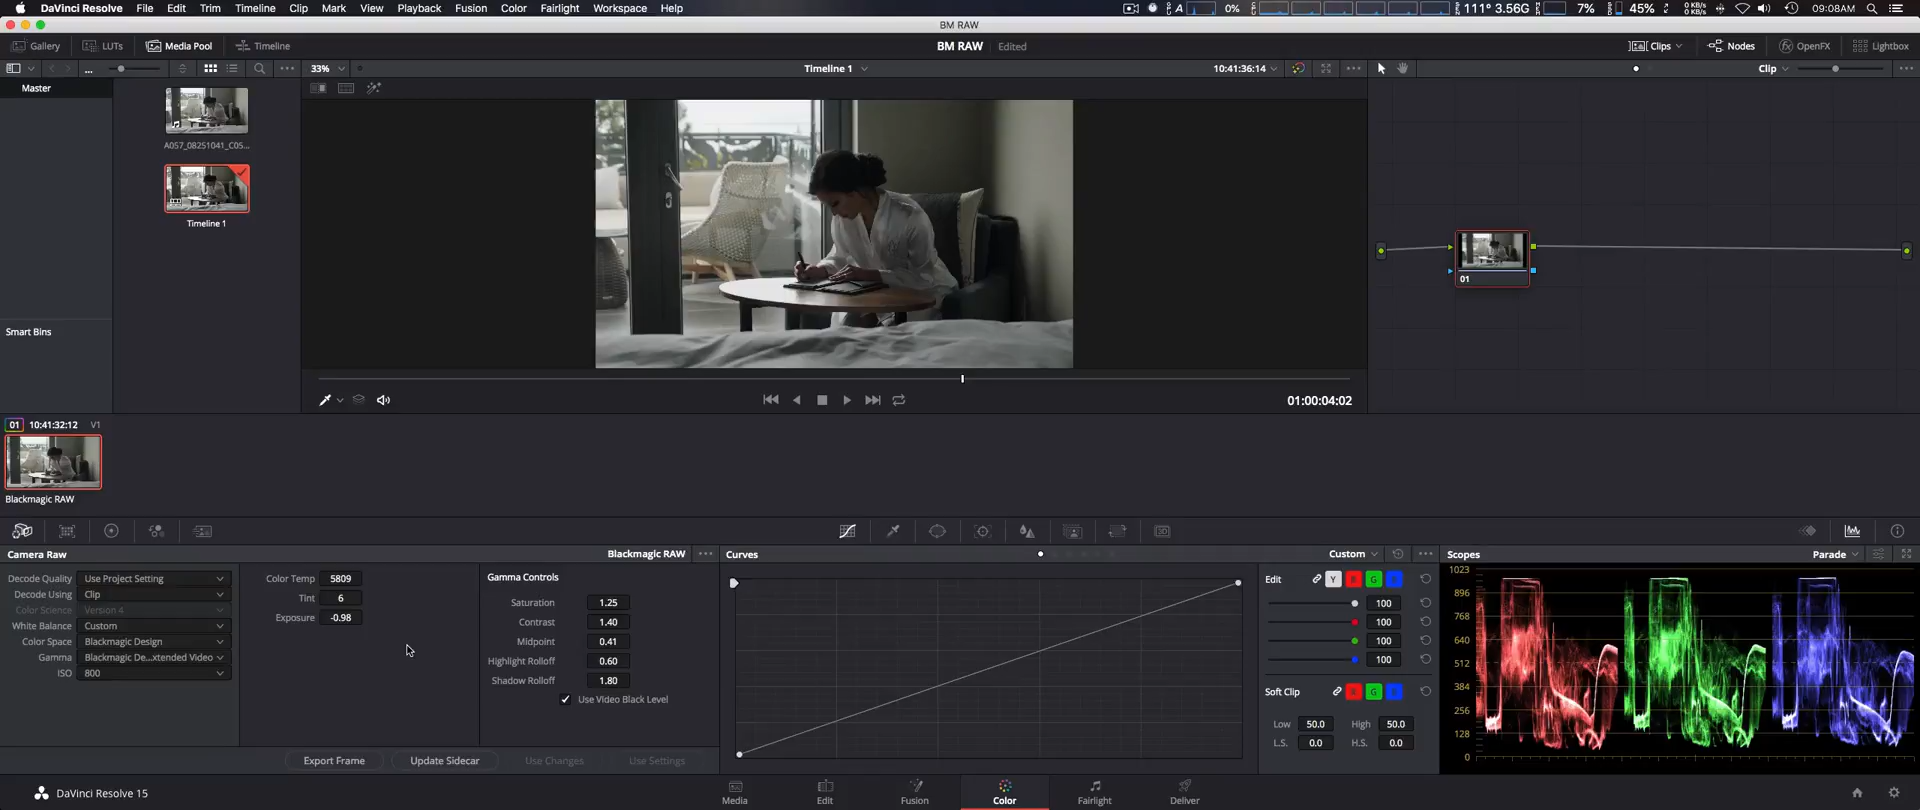 DaVinci Resolve File Edit Trim Timeline Clip Mark View Playback Fusion Color Fairlight Workspace Help A 0% 111° 3.56G 7% 45% 0 KB/s 0 KB/s 09:08AM
BM RAW
Gallery LUTs Media Pool Timeline BM RAW Edited Clips Nodes OpenFX Lightbox
... 33% Timeline 1 10:41:36:14 Clip
Master
A057_08251041_C05...
Timeline 1
01
Smart Bins
01:00:04:02
01 10:41:32:12 V1
Blackmagic RAW
Camera Raw Blackmagic RAW Curves Custom Scopes Parade
Decode Quality Use Project Setting
Decode Using Clip
Color Science Version 4
White Balance Custom
Color Space Blackmagic Design
Gamma Blackmagic De...xtended Video
ISO 800
Color Temp 5809
Tint 6
Exposure -0.98
Gamma Controls
Saturation 1.25
Contrast 1.40
Midpoint 0.41
Highlight Rolloff 0.60
Shadow Rolloff 1.80
Use Video Black Level
Export Frame Update Sidecar Use Changes Use Settings
Edit Y R G B
100
100
100
100
Soft Clip R G B
Low 50.0 High 50.0
L.S. 0.0 H.S. 0.0
1023
896
768
640
512
384
256
128
0
DaVinci Resolve 15 Media Edit Fusion Color Fairlight Deliver